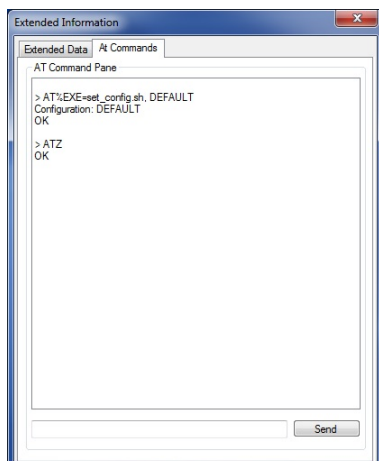 Extended Information
Extended Data At Commands
AT Command Pane
> AT%EXE=set_config.sh, DEFAULT
Configuration: DEFAULT
OK
> ATZ
OK
Send